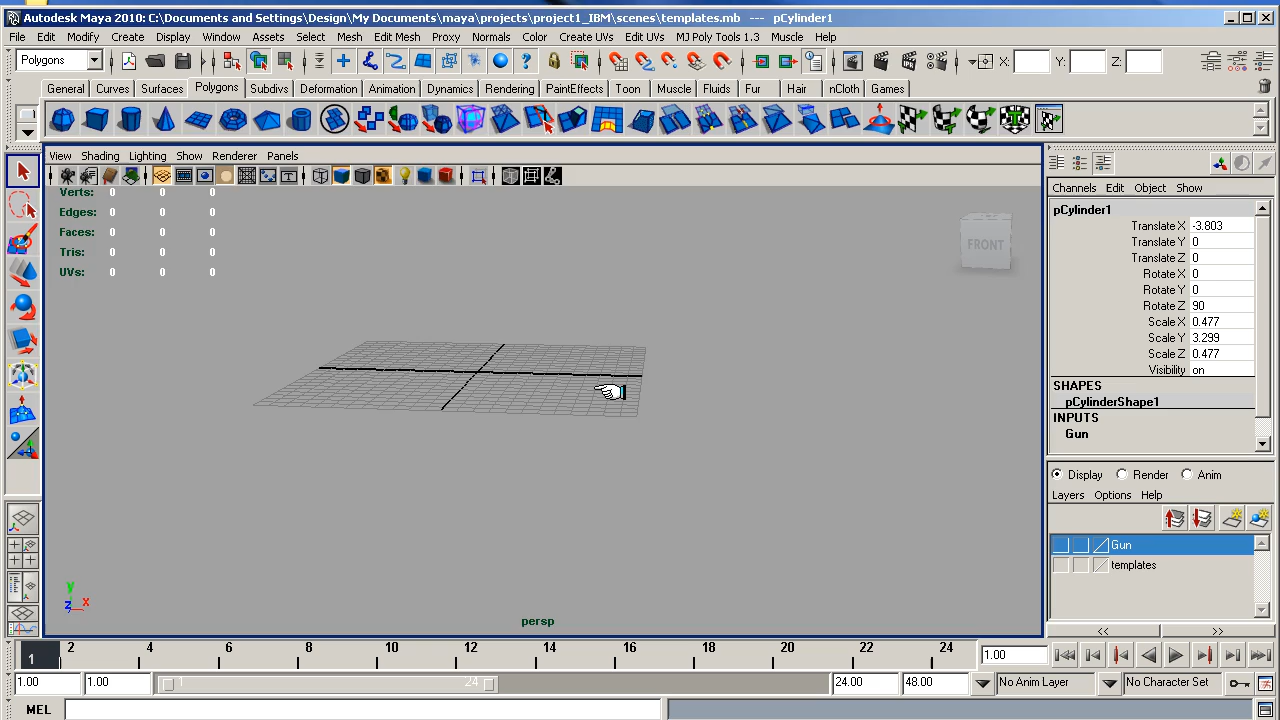 Autodesk Maya 2010: C:\Documents and Settings\Design\My Documents\maya\projects\project1_IBM\scenes\templates.mb --- pCylinder1
File Edit Modify Create Display Window Assets Select Mesh Edit Mesh Proxy Normals Color Create UVs Edit UVs MJ Poly Tools 1.3 Muscle Help
Polygons X: Y: Z:
General Curves Surfaces Polygons Subdivs Deformation Animation Dynamics Rendering PaintEffects Toon Muscle Fluids Fur Hair nCloth Games
View Shading Lighting Show Renderer Panels
Verts: 0 0 0
Edges: 0 0 0
Faces: 0 0 0
Tris: 0 0 0
UVs: 0 0 0
FRONT
y
z x
persp
Channels Edit Object Show
pCylinder1
Translate X -3.803
Translate Y 0
Translate Z 0
Rotate X 0
Rotate Y 0
Rotate Z 90
Scale X 0.477
Scale Y 3.299
Scale Z 0.477
Visibility on
SHAPES
pCylinderShape1
INPUTS
Gun
Display Render Anim
Layers Options Help
Gun
templates
<< >>
1 2 4 6 8 10 12 14 16 18 20 22 24 1.00
1.00 1.00 24 24.00 48.00 No Anim Layer No Character Set
MEL